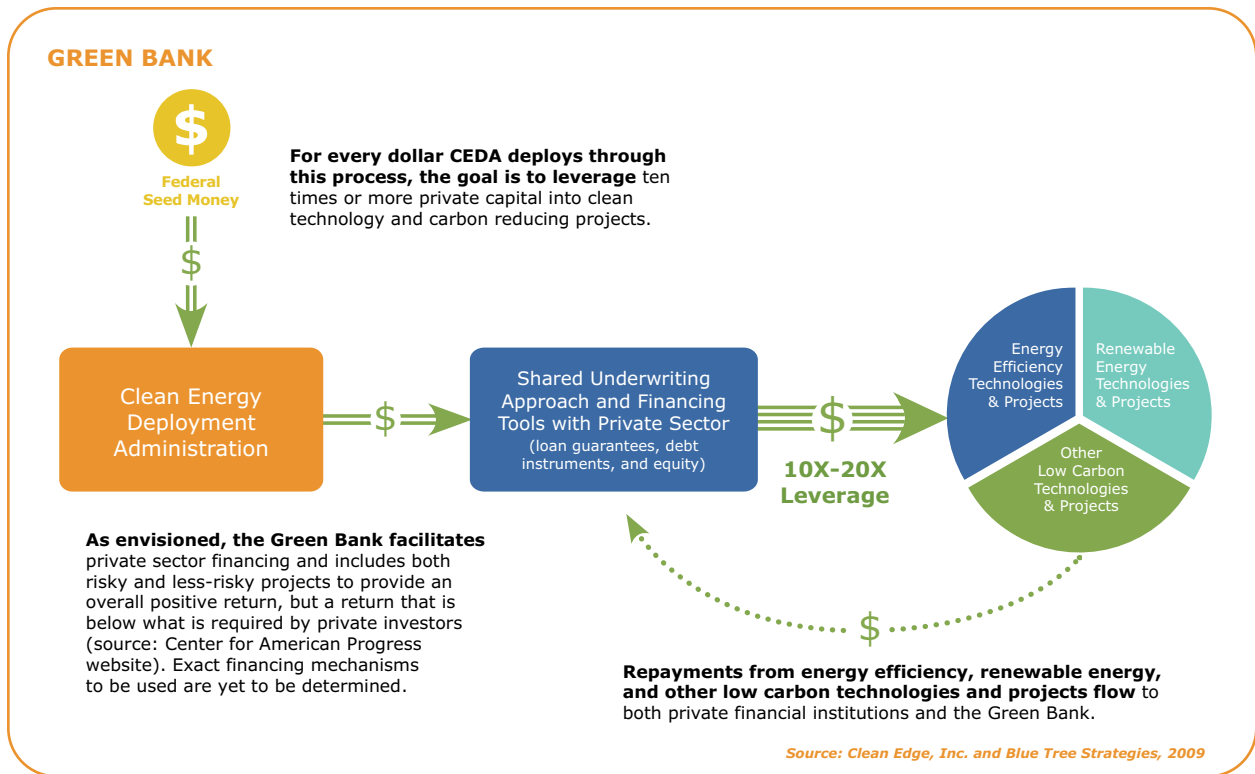 GREEN BANK
$
Federal
Seed Money
$
For every dollar CEDA deploys through
this process, the goal is to leverage ten
times or more private capital into clean
technology and carbon reducing projects.
Clean Energy
Deployment
Administration
$
Shared Underwriting
Approach and Financing
Tools with Private Sector
(loan guarantees, debt
instruments, and equity)
$
10X-20X
Leverage
Energy
Efficiency
Technologies
& Projects
Renewable
Energy
Technologies
& Projects
Other
Low Carbon
Technologies
& Projects
As envisioned, the Green Bank facilitates
private sector financing and includes both
risky and less-risky projects to provide an
overall positive return, but a return that is
below what is required by private investors
(source: Center for American Progress
website). Exact financing mechanisms
to be used are yet to be determined.
$
Repayments from energy efficiency, renewable energy,
and other low carbon technologies and projects flow to
both private financial institutions and the Green Bank.
Source: Clean Edge, Inc. and Blue Tree Strategies, 2009